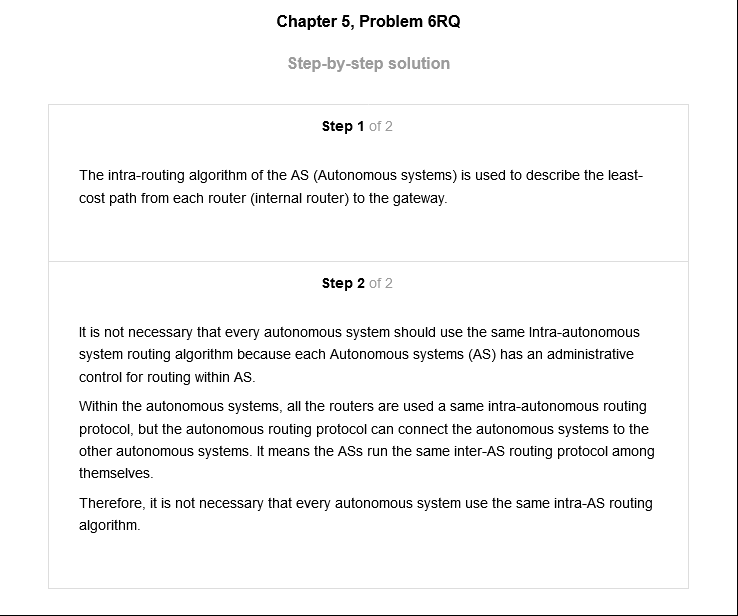 Chapter 5, Problem 6RQ
Step-by-step solution
Step 1 of 2
The intra-routing algorithm of the AS (Autonomous systems) is used to describe the least-
cost path from each router (internal router) to the gateway.
Step 2 of 2
It is not necessary that every autonomous system should use the same Intra-autonomous
system routing algorithm because each Autonomous systems (AS) has an administrative
control for routing within AS.
Within the autonomous systems, all the routers are used a same intra-autonomous routing
protocol, but the autonomous routing protocol can connect the autonomous systems to the
other autonomous systems. It means the ASs run the same inter-AS routing protocol among
themselves.
Therefore, it is not necessary that every autonomous system use the same intra-AS routing
algorithm.